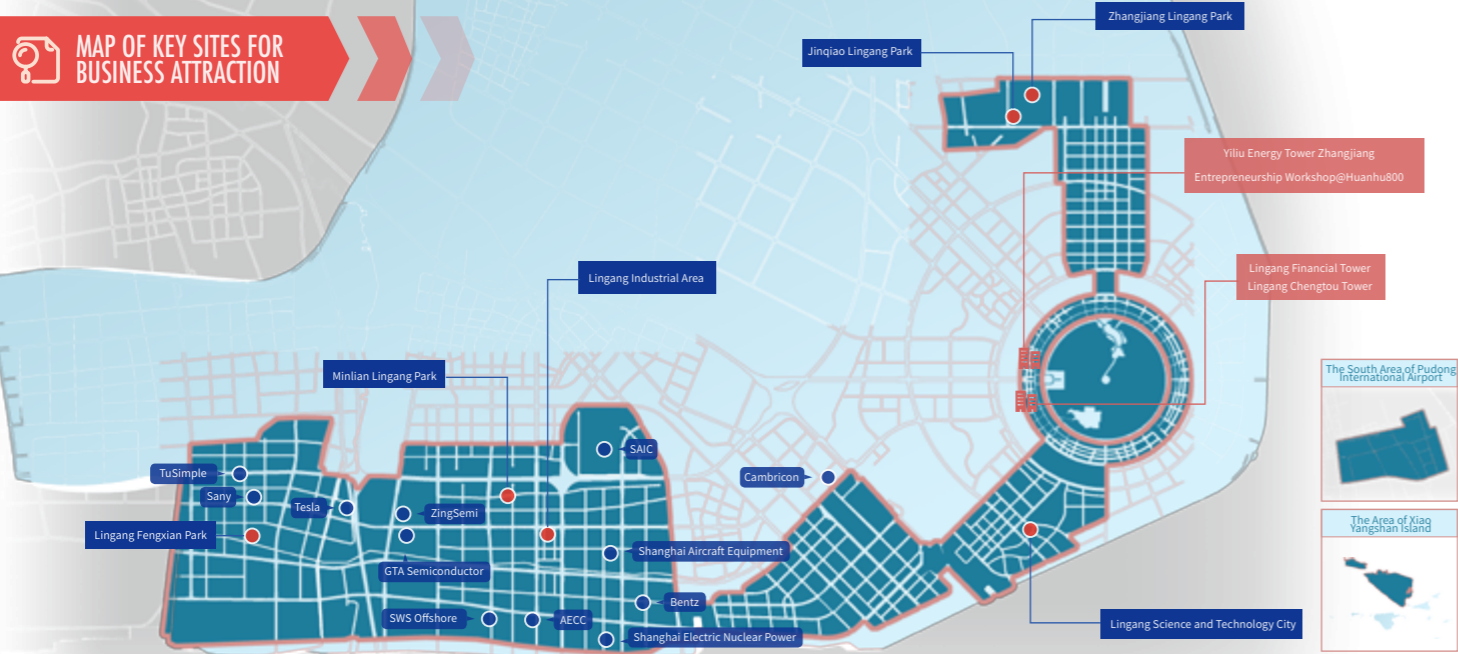 MAP OF KEY SITES FOR
BUSINESS ATTRACTION
Zhangjiang Lingang Park
Jinqiao Lingang Park
Yiliu Energy Tower Zhangjiang
Entrepreneurship Workshop@Huanhu800
Lingang Financial Tower
Lingang Chengtou Tower
Lingang Industrial Area
Minlian Lingang Park
The South Area of Pudong
International Airport
SAIC
TuSimple
Cambricon
Sany
Tesla
ZingSemi
Lingang Fengxian Park
The Area of Xiao
Yangshan Island
Shanghai Aircraft Equipment
GTA Semiconductor
Bentz
SWS Offshore
AECC
Lingang Science and Technology City
Shanghai Electric Nuclear Power